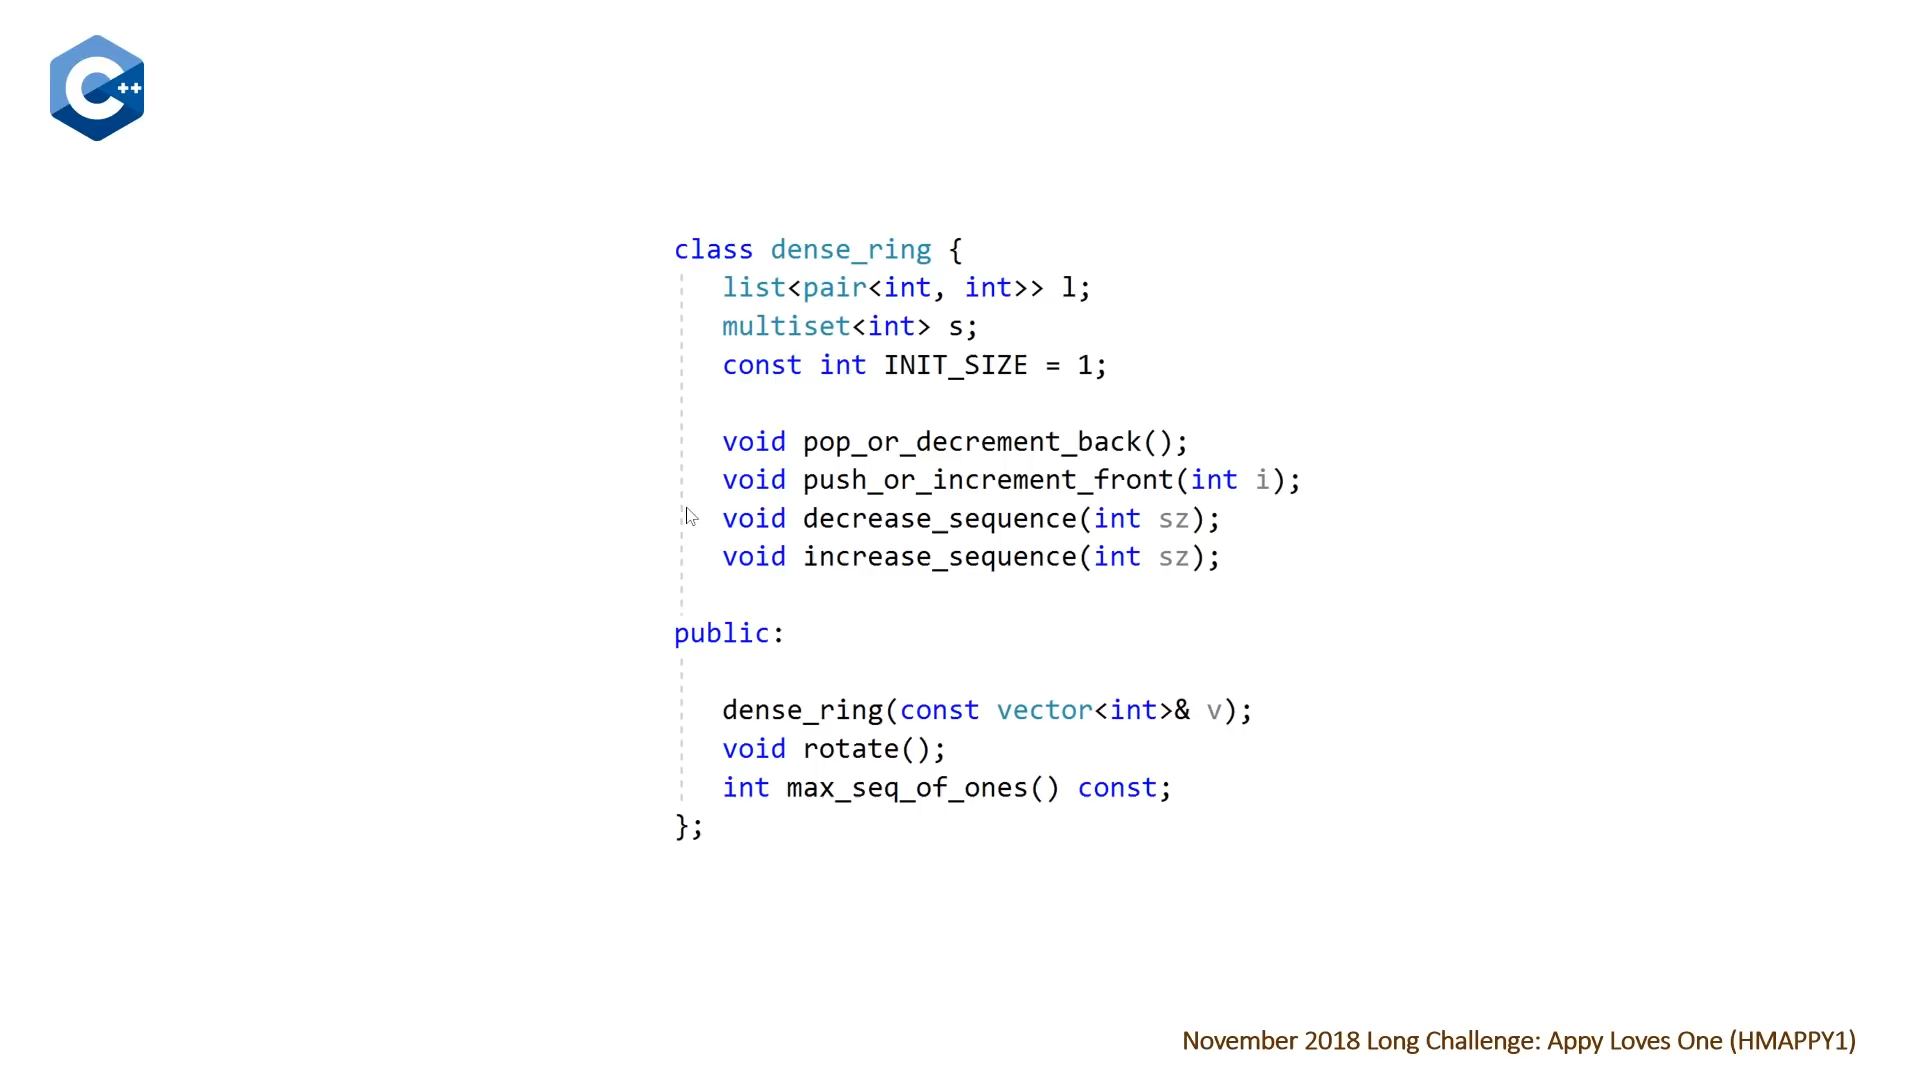 C++
class dense_ring {
list<pair<int, int>> l;
multiset<int> s;
const int INIT_SIZE = 1;
void pop_or_decrement_back();
void push_or_increment_front(int i);
void decrease_sequence(int sz);
void increase_sequence(int sz);
public:
dense_ring(const vector<int>& v);
void rotate();
int max_seq_of_ones() const;
};
November 2018 Long Challenge: Appy Loves One (HMAPPY1)